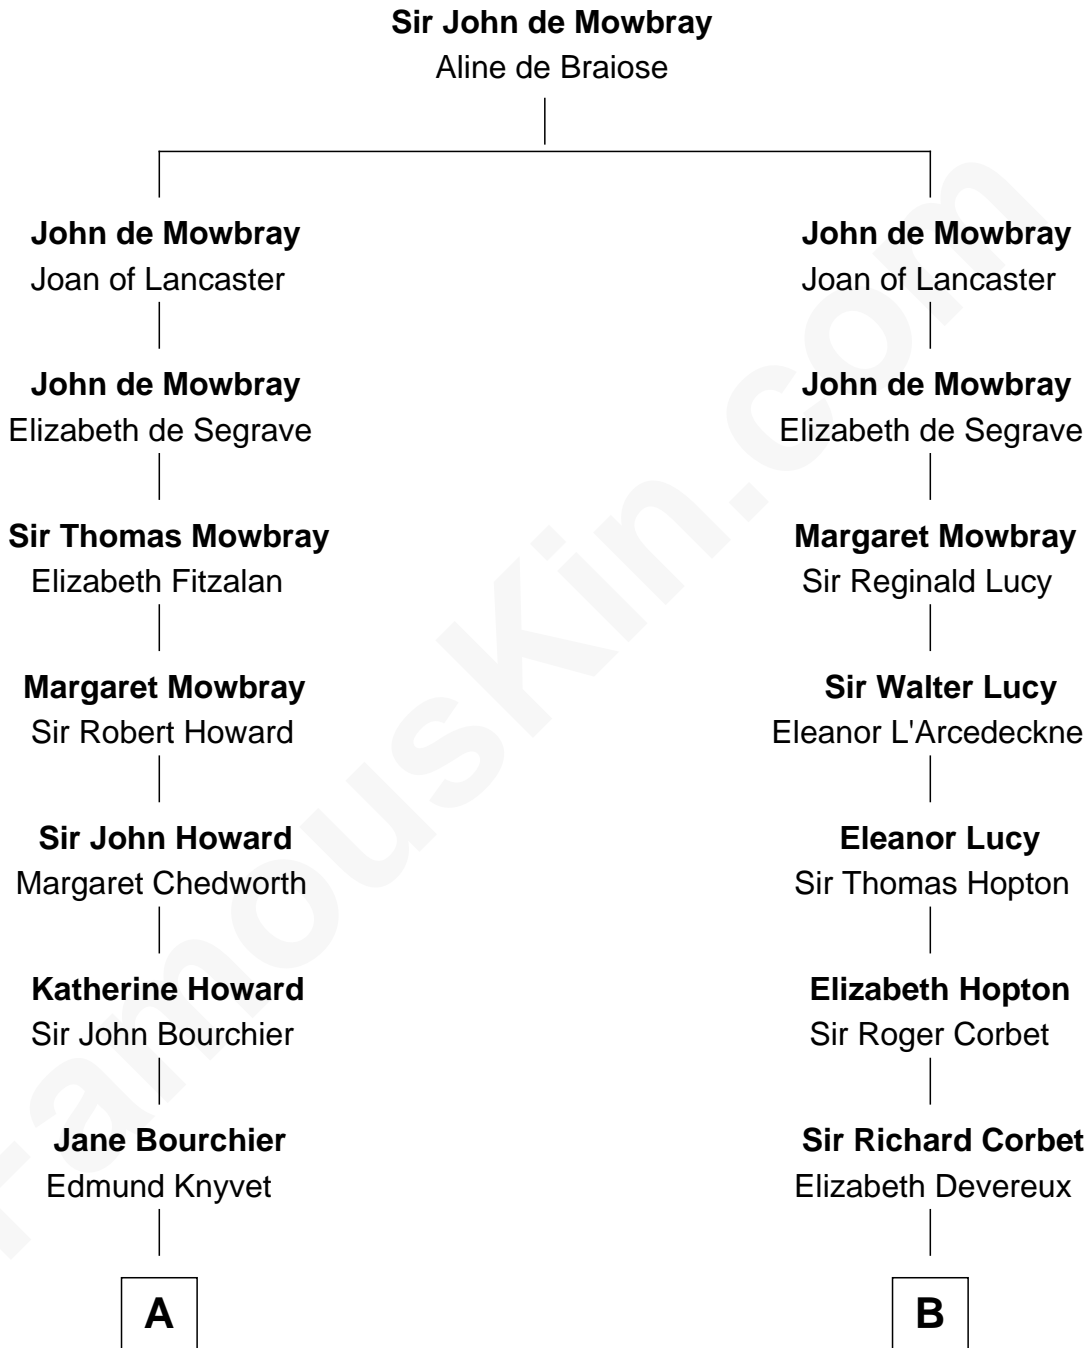 Sir John de Mowbray
Aline de Braiose
John de Mowbray
Joan of Lancaster
John de Mowbray
Elizabeth de Segrave
Sir Thomas Mowbray
Elizabeth Fitzalan
Margaret Mowbray
Sir Robert Howard
Sir John Howard
Margaret Chedworth
Katherine Howard
Sir John Bourchier
Jane Bourchier
Edmund Knyvet
A
John de Mowbray
Joan of Lancaster
John de Mowbray
Elizabeth de Segrave
Margaret Mowbray
Sir Reginald Lucy
Sir Walter Lucy
Eleanor L'Arcedeckne
Eleanor Lucy
Sir Thomas Hopton
Elizabeth Hopton
Sir Roger Corbet
Sir Richard Corbet
Elizabeth Devereux
B
FamousKin.com